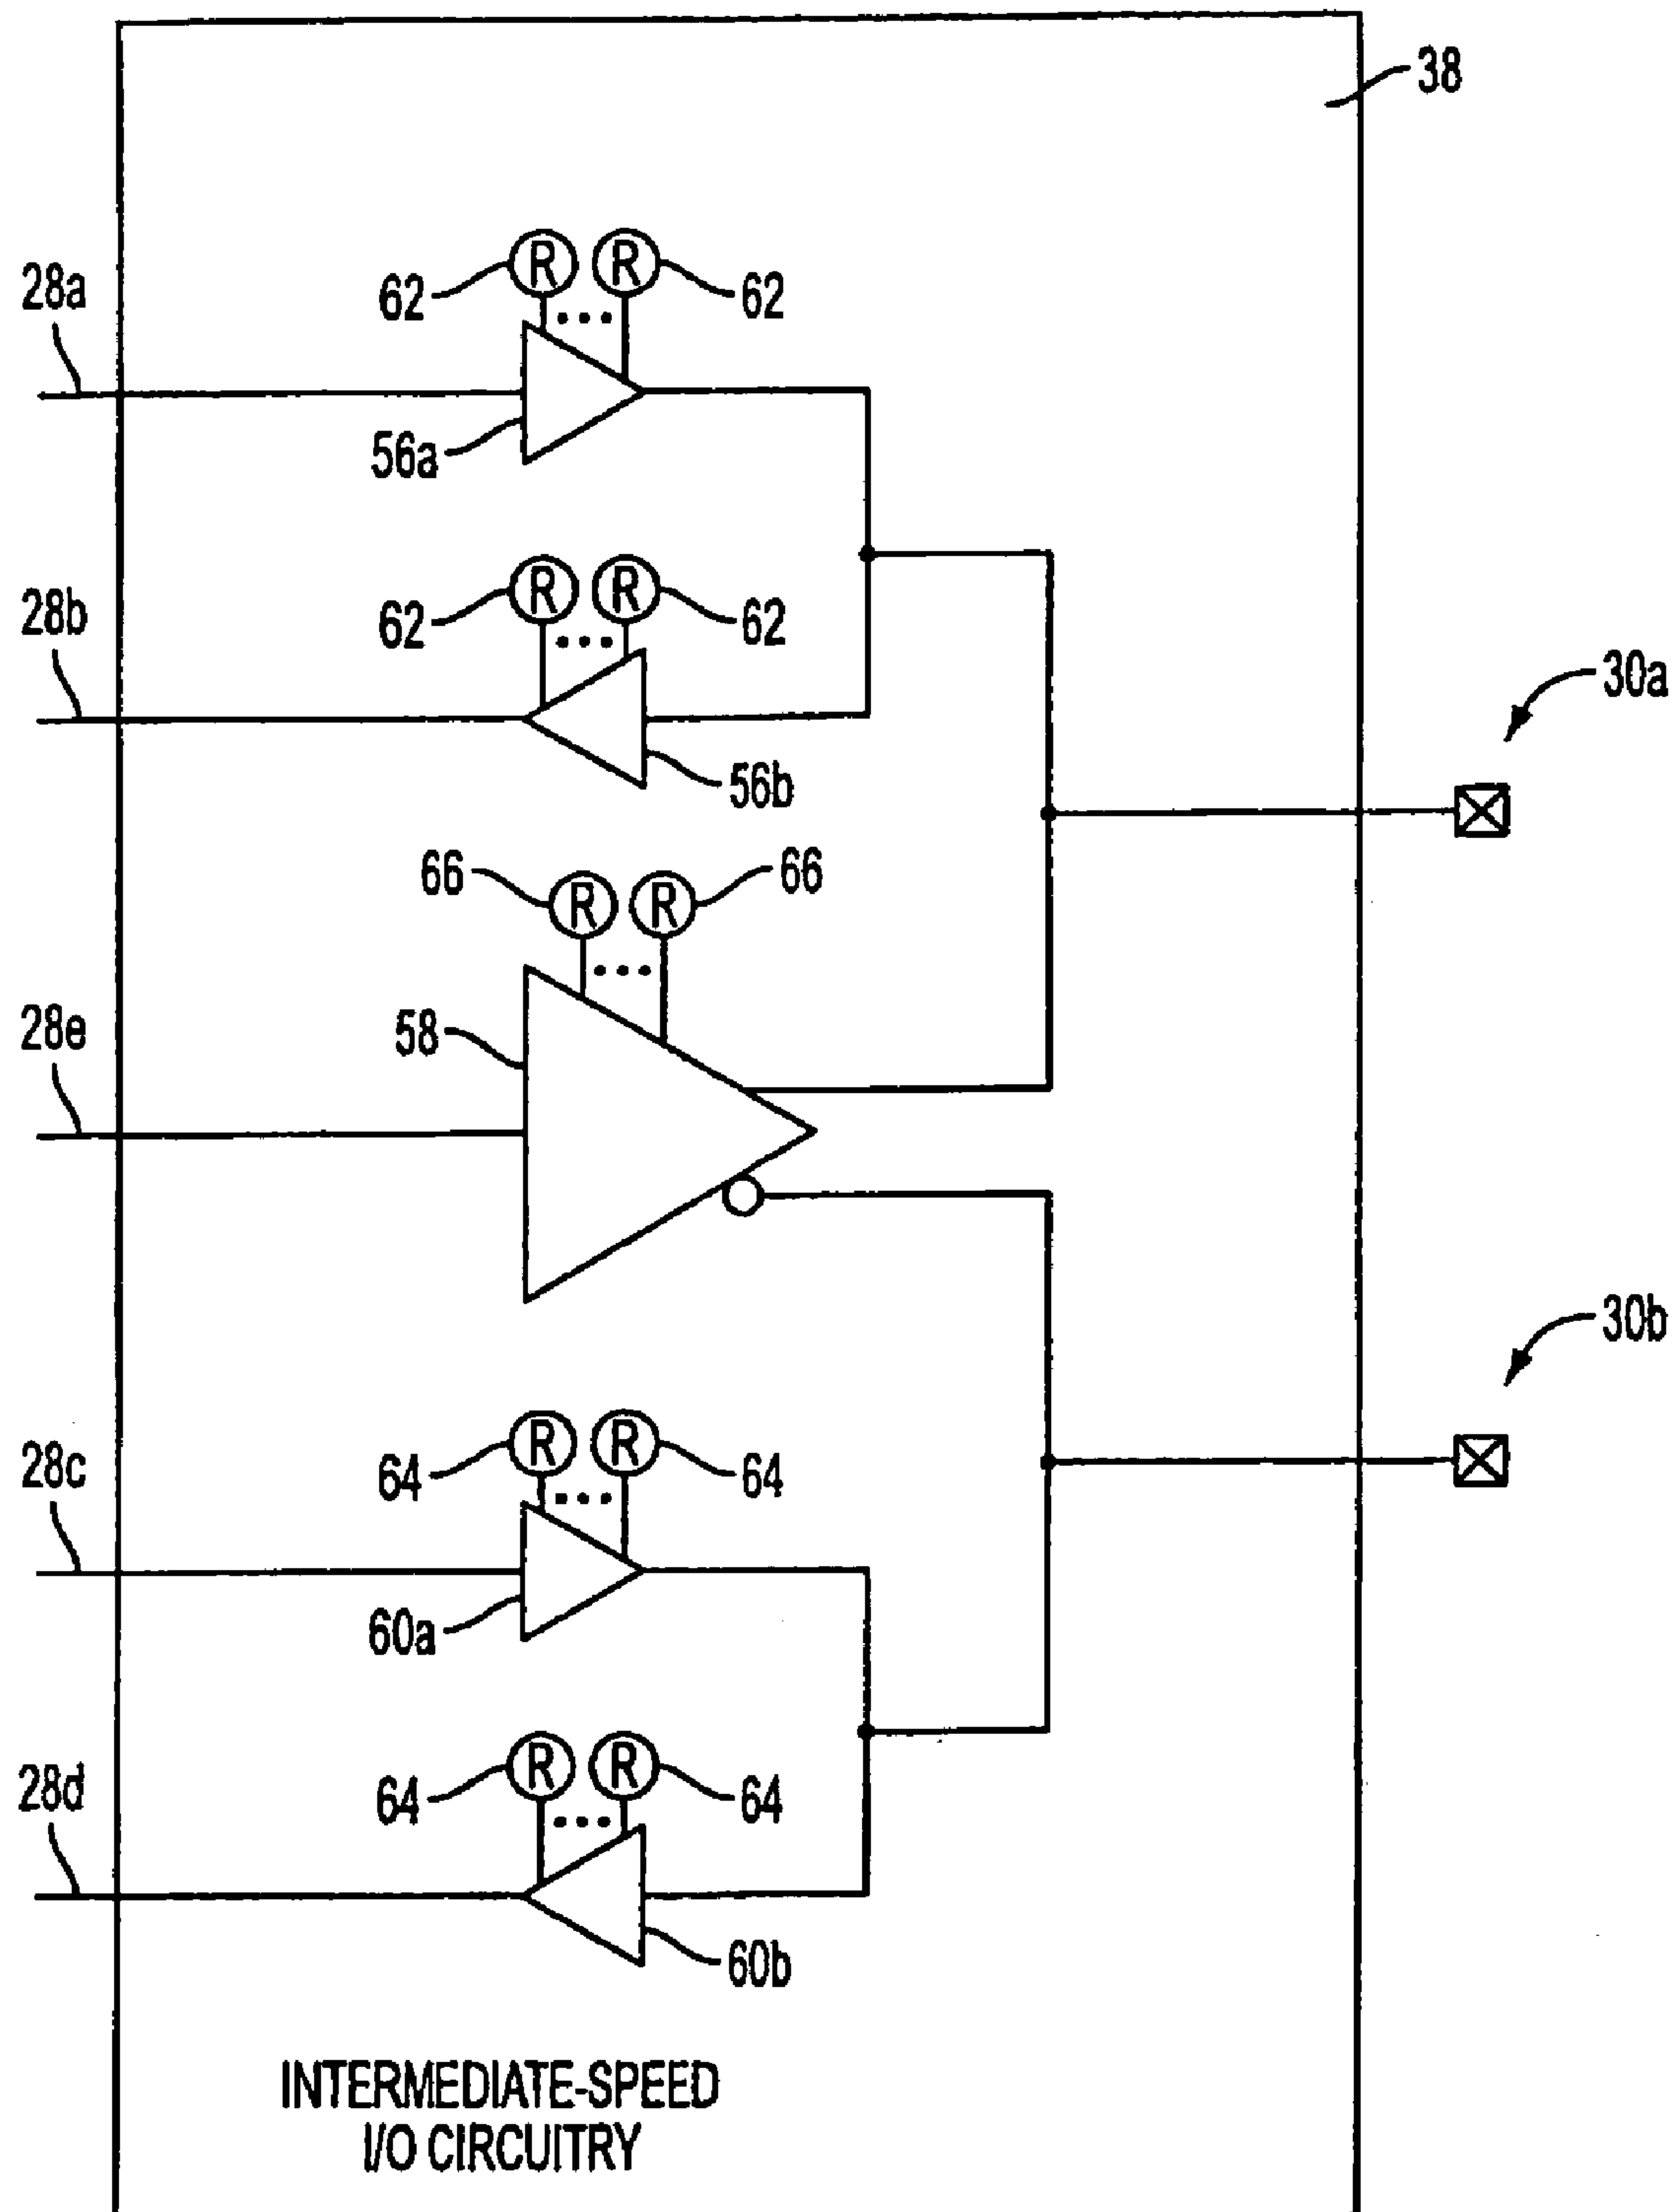 38
R R
28a
62 62
56a
R R
28b
62 62
30a
56b
66 66
R R
58
28e
30b
R R
28c
64 64
60a
R R
28d
64 64
60b
INTERMEDIATE-SPEED
I/O CIRCUITRY